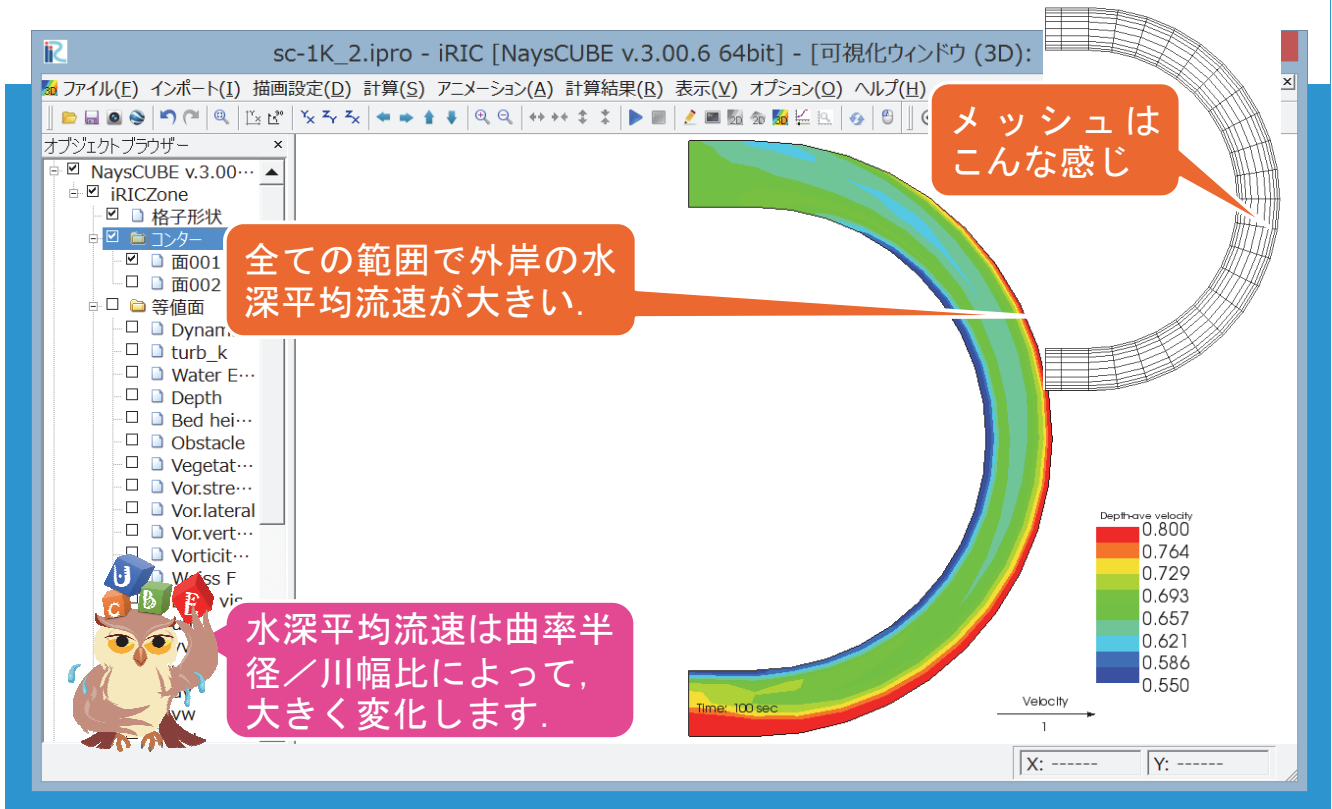 sc-1K_2.ipro - iRIC [NaysCUBE v.3.00.6 64bit] - [可視化ウィンドウ (3D):
ファイル(F) インポート(I) 描画設定(D) 計算(S) アニメーション(A) 計算結果(R) 表示(V) オプション(O) ヘルプ(H)
オブジェクトブラウザー ×
NaysCUBE v.3.00…
iRICZone
格子形状
コンター
面001
面002
等値面
Dynam
turb_k
Water E…
Depth
Bed hei…
Obstacle
Vegetat…
Vor.stre…
Vor.lateral
Vor.vert…
Vorticit…
Weiss F
vis
vw
メッシュは
こんな感じ
全ての範囲で外岸の水
深平均流速が大きい.
水深平均流速は曲率半
径／川幅比によって,
大きく変化します.
U
C B E
Time: 100 sec
Depth-ave velocity
0.800
0.764
0.729
0.693
0.657
0.621
0.586
0.550
Velocity
1
X: ------ Y: ------